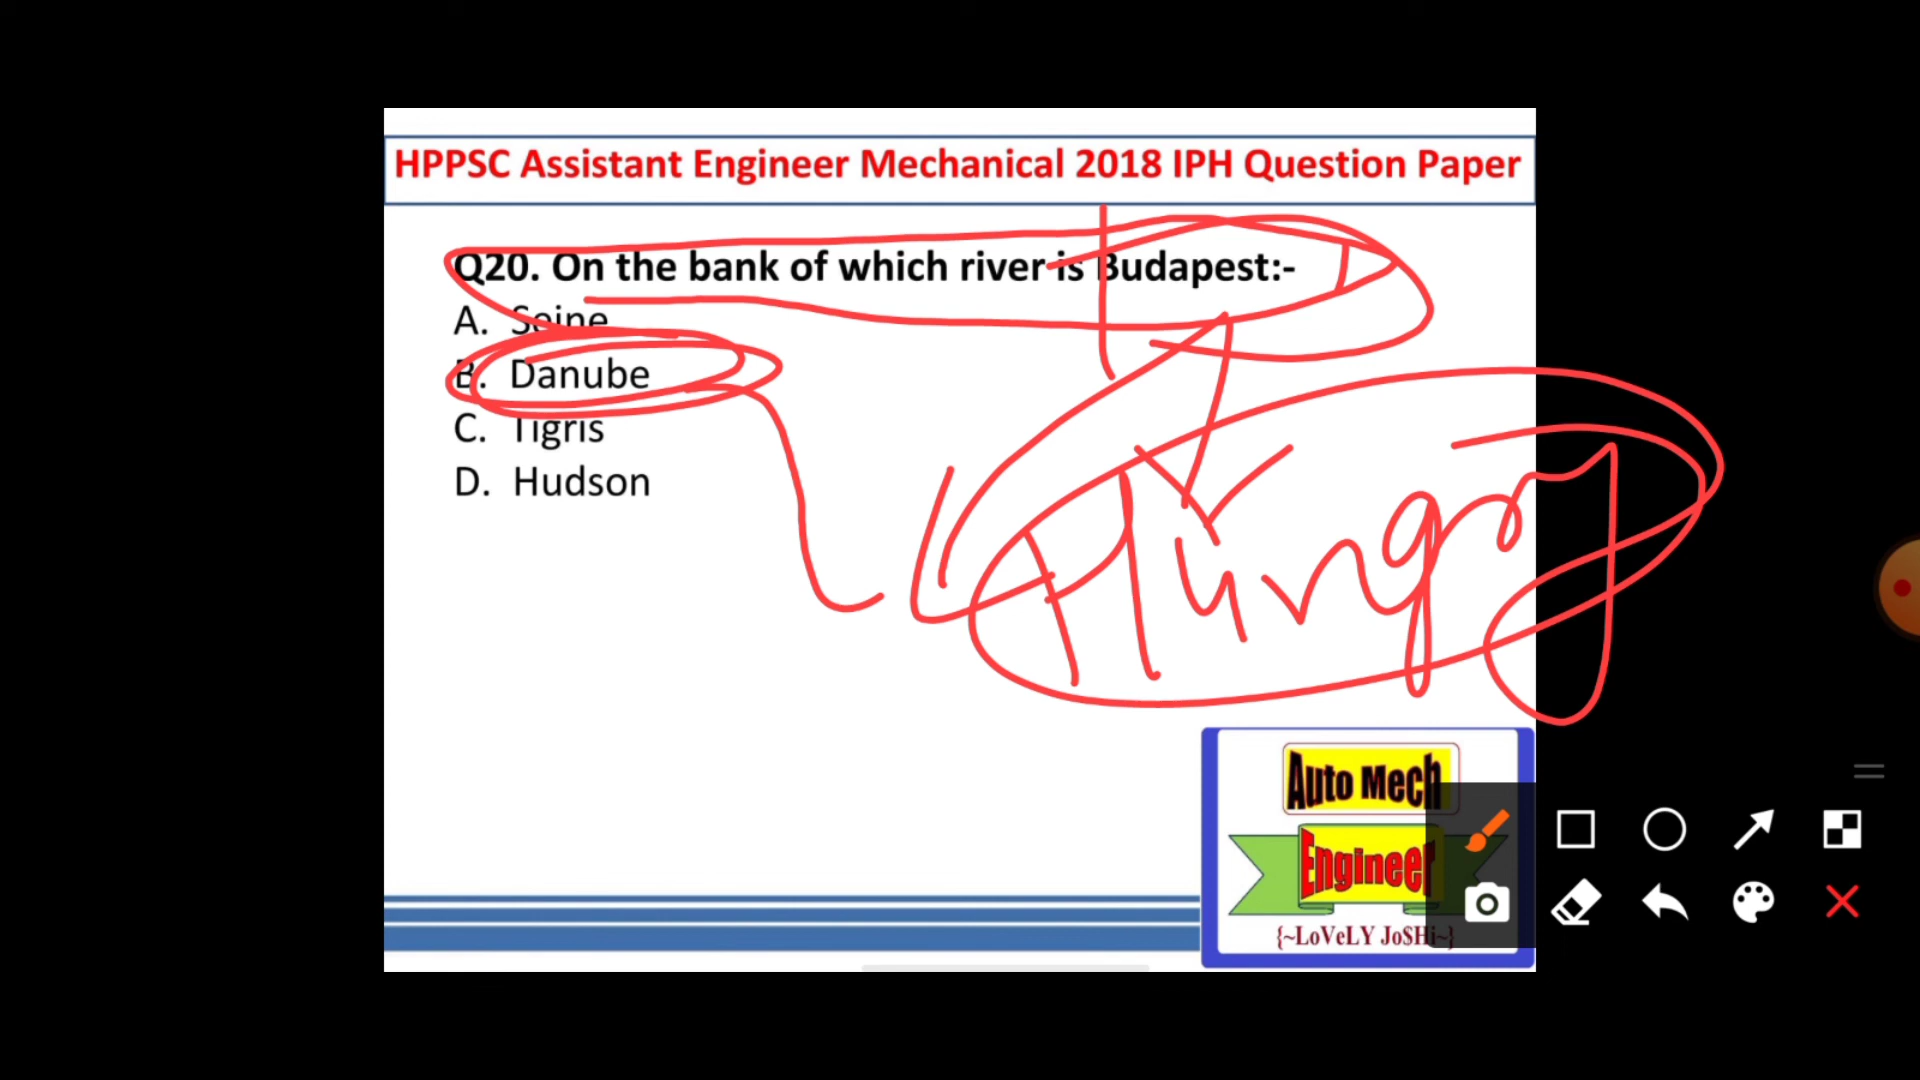 HPPSC Assistant Engineer Mechanical 2018 IPH Question Paper
Q20. On the bank of which river is Budapest:-
A. Seine
B. Danube
C. Tigris
D. Hudson
Hungry
Auto Mech
Engineer
{~LoVeLY JoSHi~}